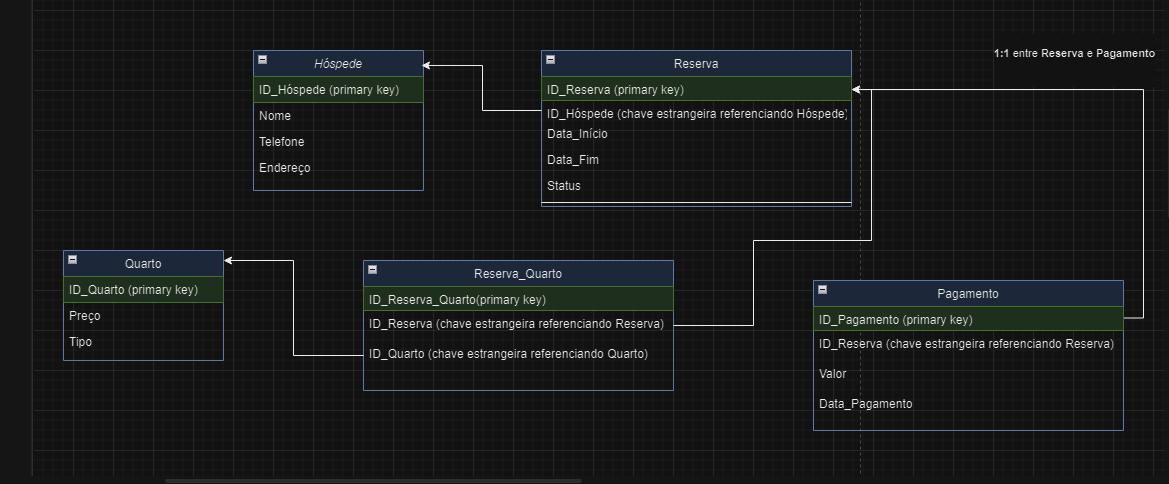 1:1 entre Reserva e Pagamento
Hóspede
ID_Hóspede (primary key)
Nome
Telefone
Endereço
Reserva
ID_Reserva (primary key)
ID_Hóspede (chave estrangeira referenciando Hóspede)
Data_Início
Data_Fim
Status
Quarto
ID_Quarto (primary key)
Preço
Tipo
Reserva_Quarto
ID_Reserva_Quarto(primary key)
ID_Reserva (chave estrangeira referenciando Reserva)
ID_Quarto (chave estrangeira referenciando Quarto)
Pagamento
ID_Pagamento (primary key)
ID_Reserva (chave estrangeira referenciando Reserva)
Valor
Data_Pagamento